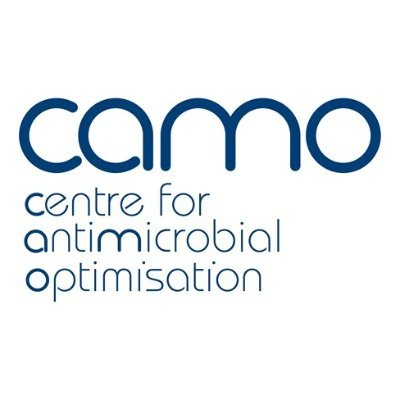 camo
centre for
antiMicrobial
optimisation